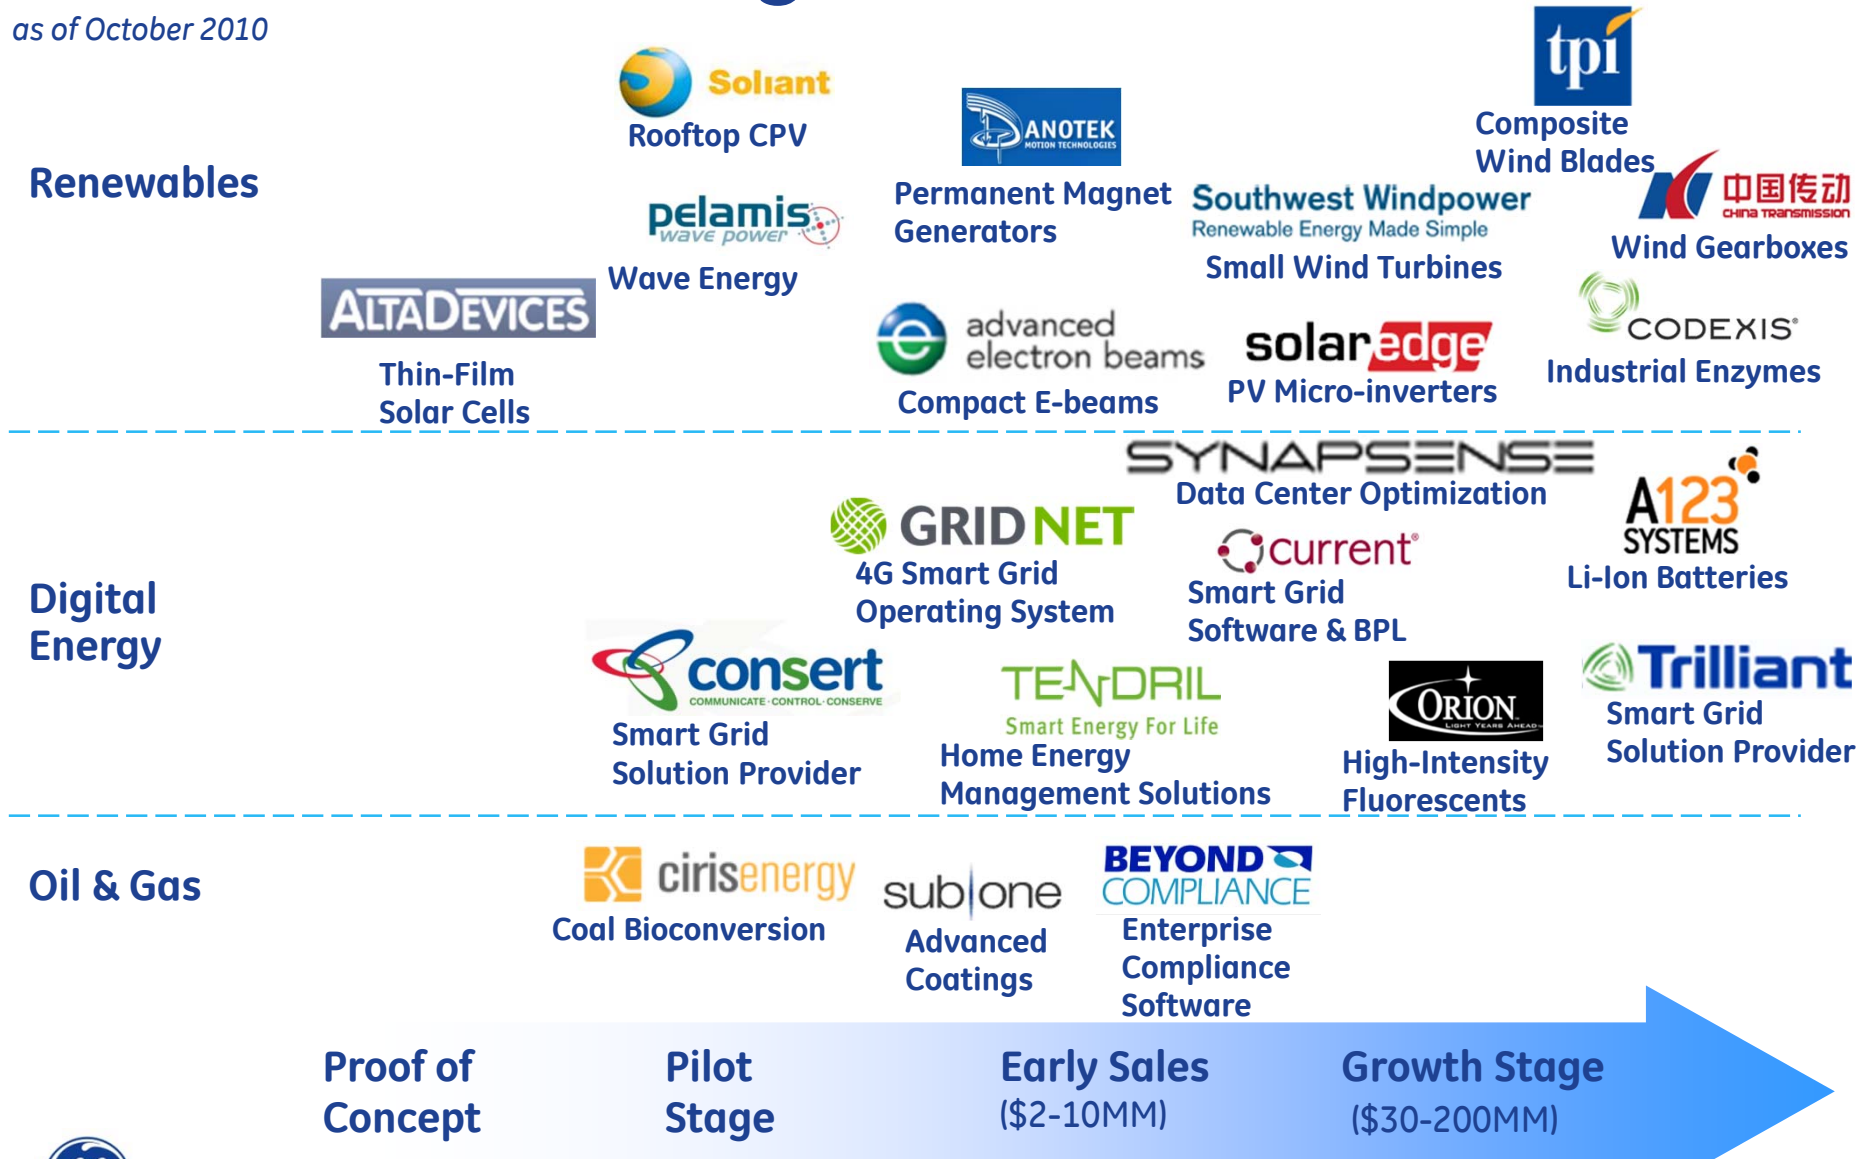 as of October 2010
Soliant
Rooftop CPV
DANOTEK
MOTION TECHNOLOGIES
tpi
Composite
Wind Blades
Renewables
pelamis
wave power
Wave Energy
Permanent Magnet
Generators
Southwest Windpower
Renewable Energy Made Simple
Small Wind Turbines
中国传动
CHINA TRANSMISSION
Wind Gearboxes
ALTADEVICES
Thin-Film
Solar Cells
e
advanced
electron beams
Compact E-beams
solaredge
PV Micro-inverters
CODEXIS®
Industrial Enzymes
SYNAPSENSE
Data Center Optimization
GRID NET
4G Smart Grid
Operating System
current®
Smart Grid
Software & BPL
A123
SYSTEMS
Li-Ion Batteries
Digital
Energy
consert
COMMUNICATE · CONTROL · CONSERVE
Smart Grid
Solution Provider
TENDRIL
Smart Energy For Life
Home Energy
Management Solutions
ORION
LIGHT YEARS AHEAD
High-Intensity
Fluorescents
Trilliant
Smart Grid
Solution Provider
Oil & Gas
cirisenergy
Coal Bioconversion
sub|one
Advanced
Coatings
BEYOND
COMPLIANCE
Enterprise
Compliance
Software
Proof of
Concept
Pilot
Stage
Early Sales
($2-10MM)
Growth Stage
($30-200MM)